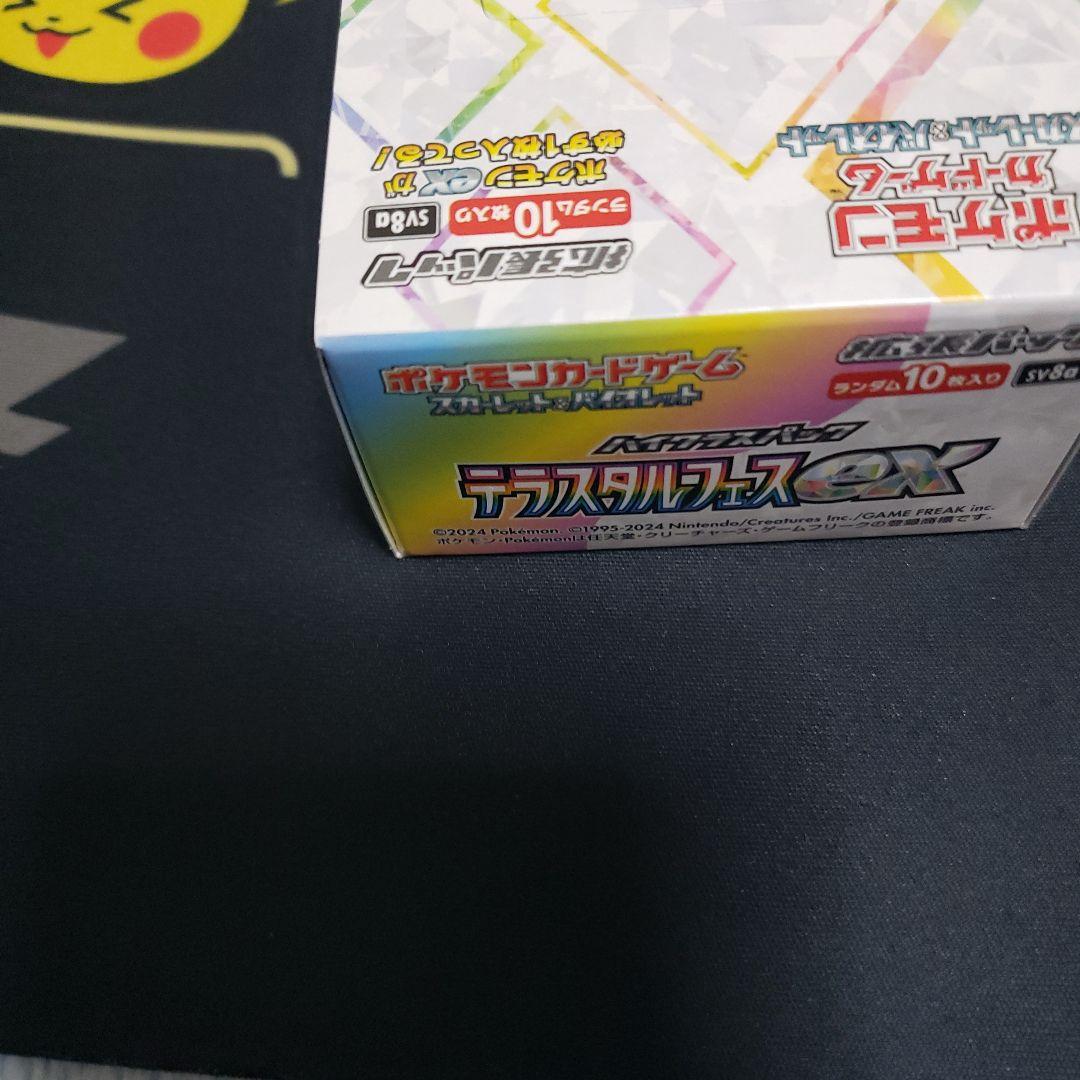 ポケモン
カードゲーム
スカーレット&バイオレット
拡張パック
ランダム10枚入り
SV8a
ポケモンexが
必ず1枚入ってる!
ポケモンカードゲーム
スカーレット&バイオレット
拡張パック
ランダム10枚入り SV8a
ハイクラスパック
テラスタルフェスex
©2024 Pokémon. ©1995-2024 Nintendo/Creatures Inc./GAME FREAK inc.
ポケモン・Pokémonは任天堂・クリーチャーズ・ゲームフリークの登録商標です。